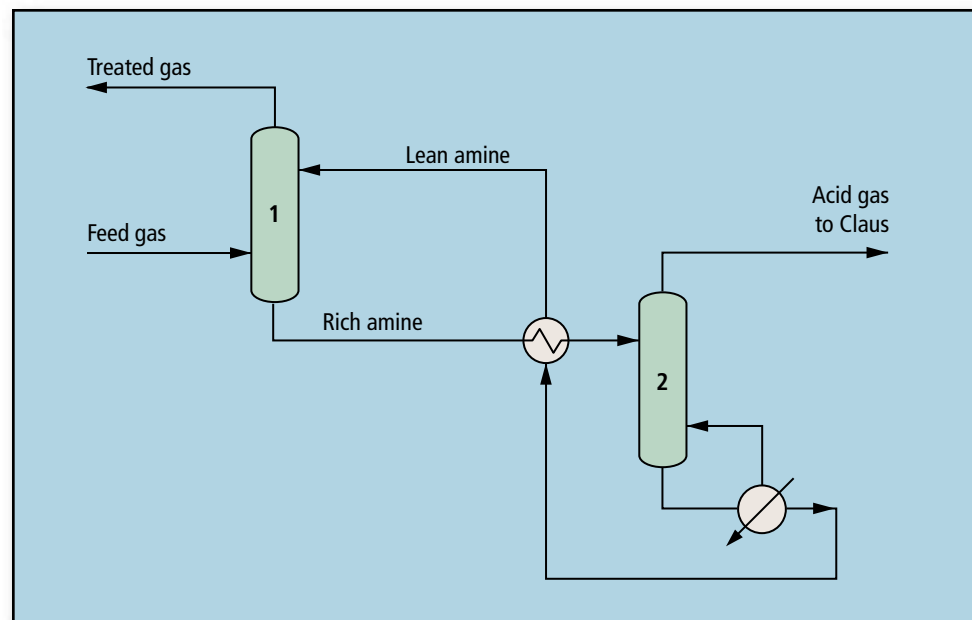 Treated gas
Lean amine
1
Feed gas
Rich amine
Acid gas
to Claus
2